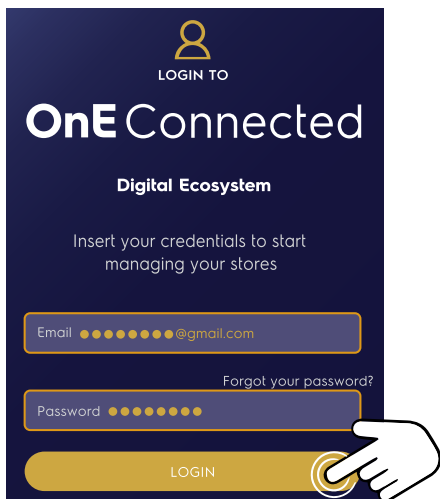 LOGIN TO
OnE Connected
Digital Ecosystem
Insert your credentials to start
managing your stores
Email ●●●●●●●●@gmail.com
Forgot your password?
Password ●●●●●●●●
LOGIN